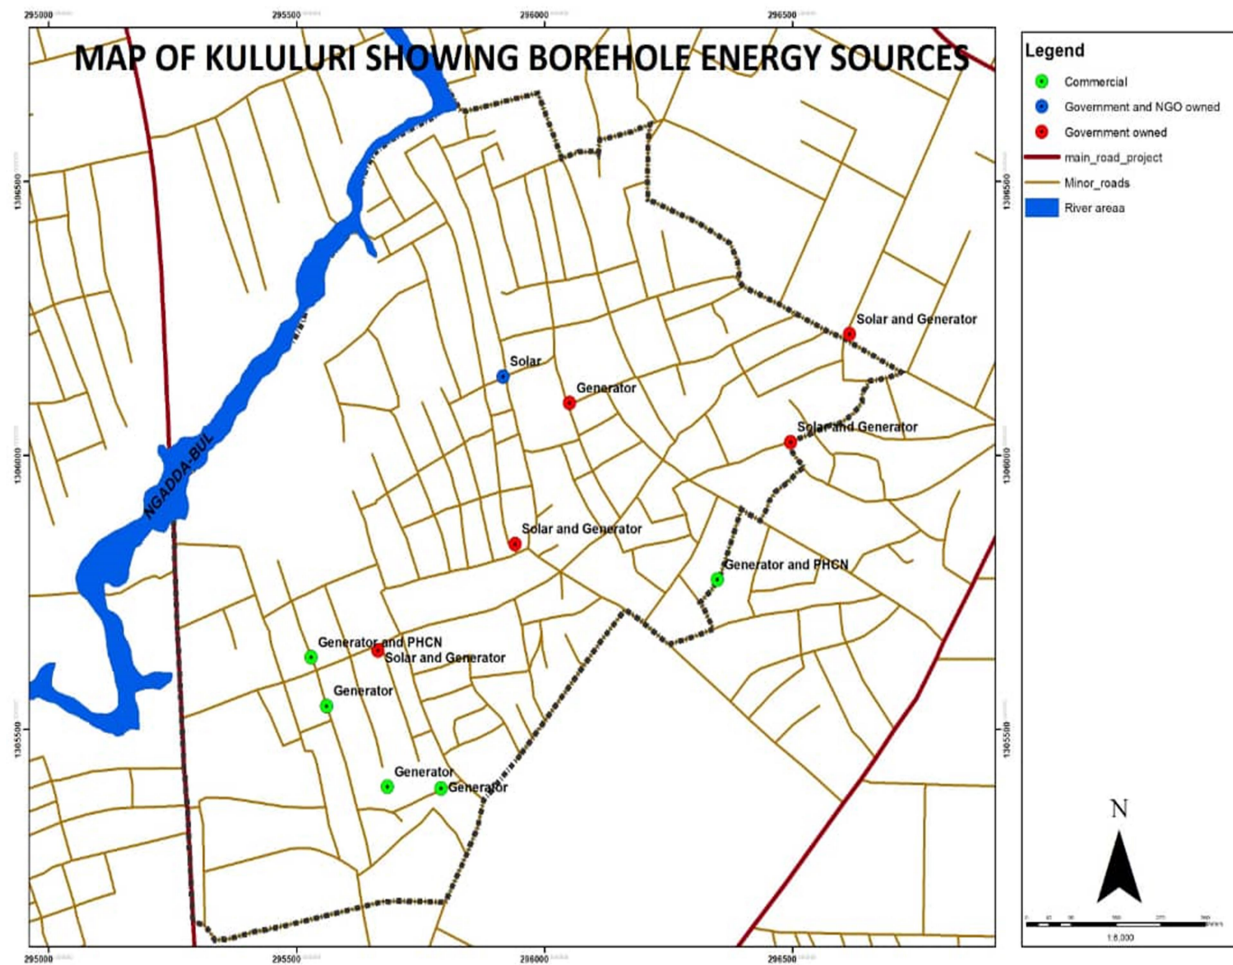 295000 295500 296000 296500
MAP OF KULULURI SHOWING BOREHOLE ENERGY SOURCES
Legend
Commercial
Government and NGO owned
Government owned
main_road_project
Minor_roads
River areaa
1306500
1306500
Solar and Generator
Solar
Generator
Solar and Generator
1306000
1306000
NGADDA-BUL
Solar and Generator
Generator and PHCN
Generator and PHCN
Solar and Generator
Generator
1305500
1305500
Generator
Generator
N
1:6,000
295000 295500 296000 296500